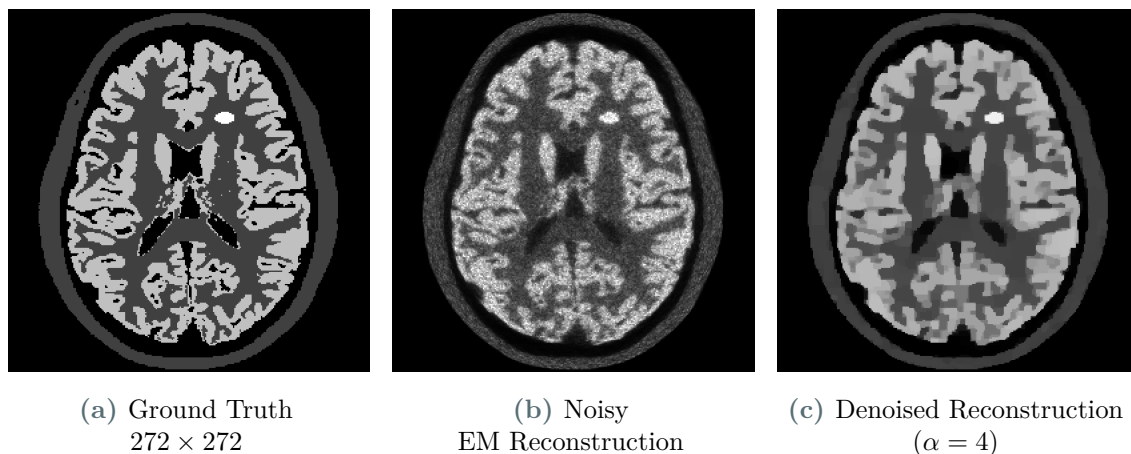 (a) Ground Truth
272 × 272
(b) Noisy
EM Reconstruction
(c) Denoised Reconstruction
(α = 4)